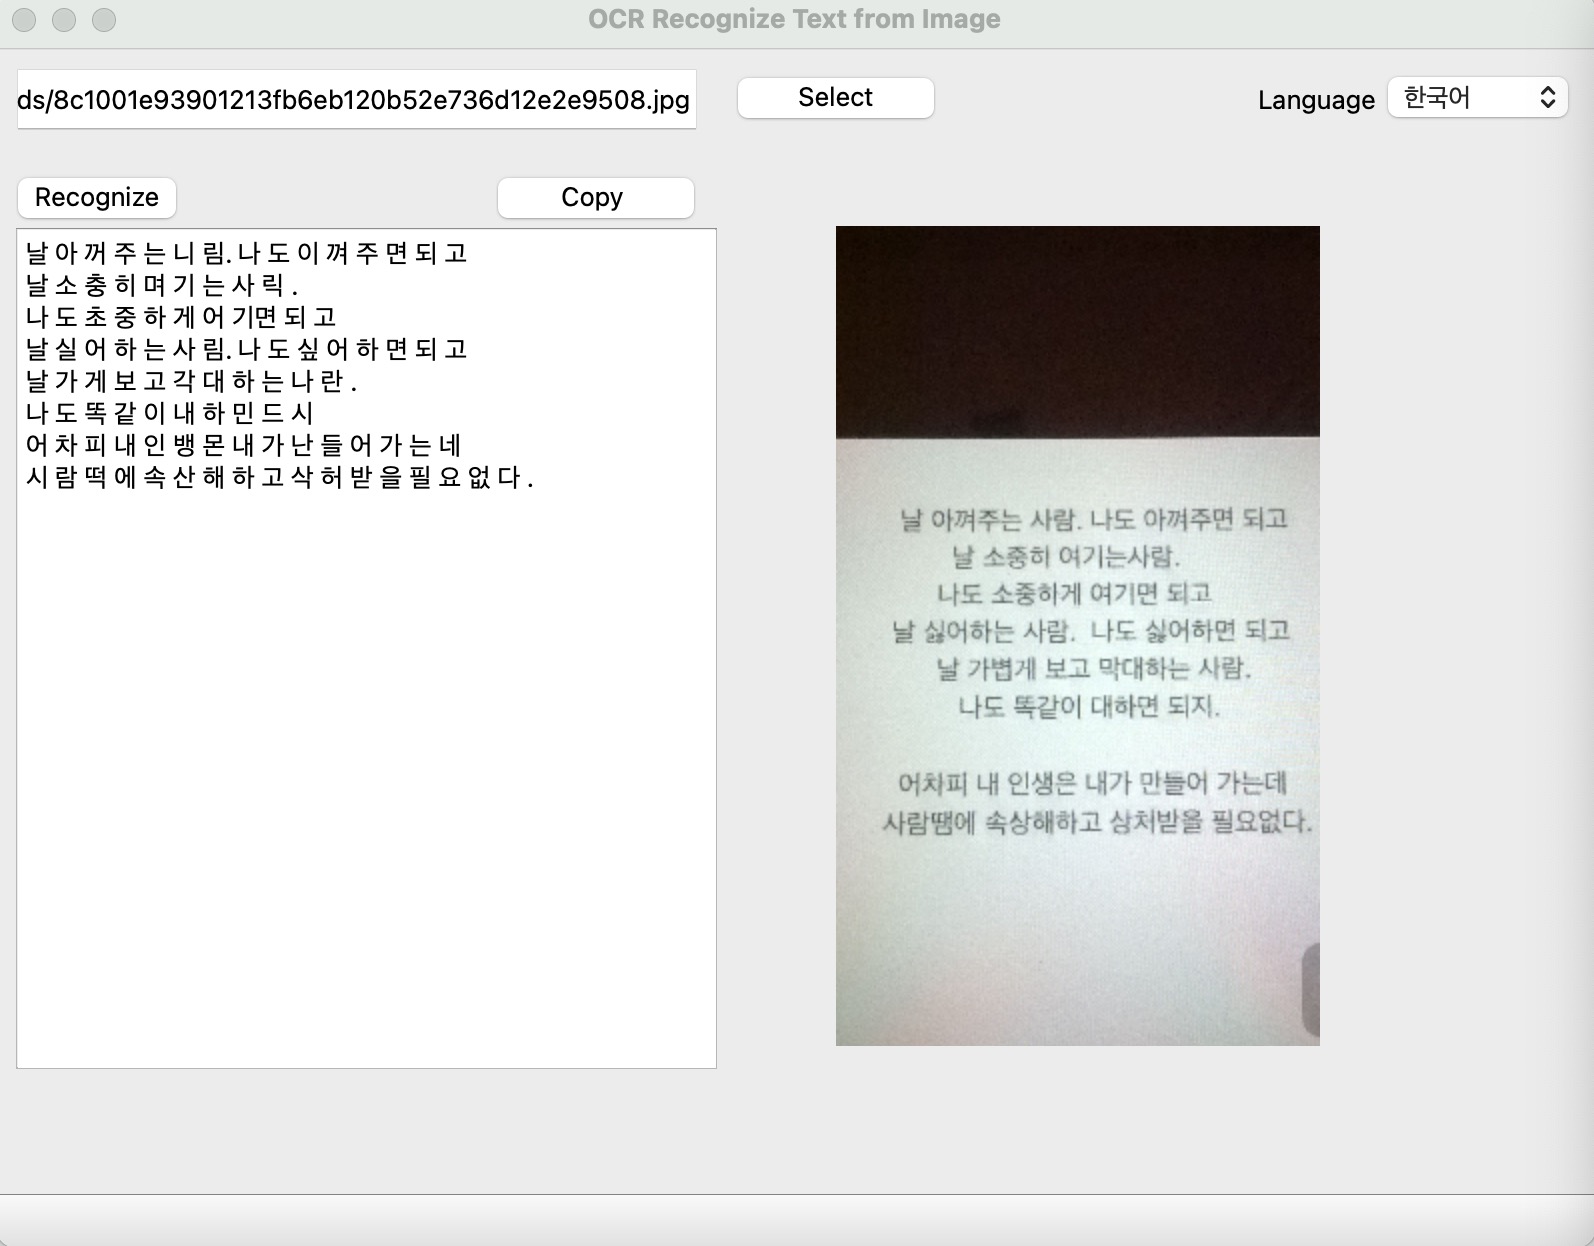 OCR Recognize Text from Image
ds/8c1001e93901213fb6eb120b52e736d12e2e9508.jpg
Select
Language
한국어
Recognize
Copy
날 아 꺼 주 는 니 림. 나 도 이 껴 주 면 되 고
날 소 충 히 며 기 는 사 릭 .
나 도 초 중 하 게 어 기면 되 고
날 실 어 하 는 사 림. 나 도 싶 어 하 면 되 고
날 가 게 보 고 각 대 하 는 나 란 .
나 도 똑 같 이 내 하 민 드 시
어 차 피 내 인 뱅 몬 내 가 난 들 어 가 는 네
시 람 떡 에 속 산 해 하 고 삭 허 받 을 필 요 없 다 .
날 아껴주는 사람. 나도 아껴주면 되고
날 소중히 여기는사람.
나도 소중하게 여기면 되고
날 싫어하는 사람. 나도 싫어하면 되고
날 가볍게 보고 막대하는 사람.
나도 똑같이 대하면 되지.
어차피 내 인생은 내가 만들어 가는데
사람땜에 속상해하고 상처받을 필요없다.